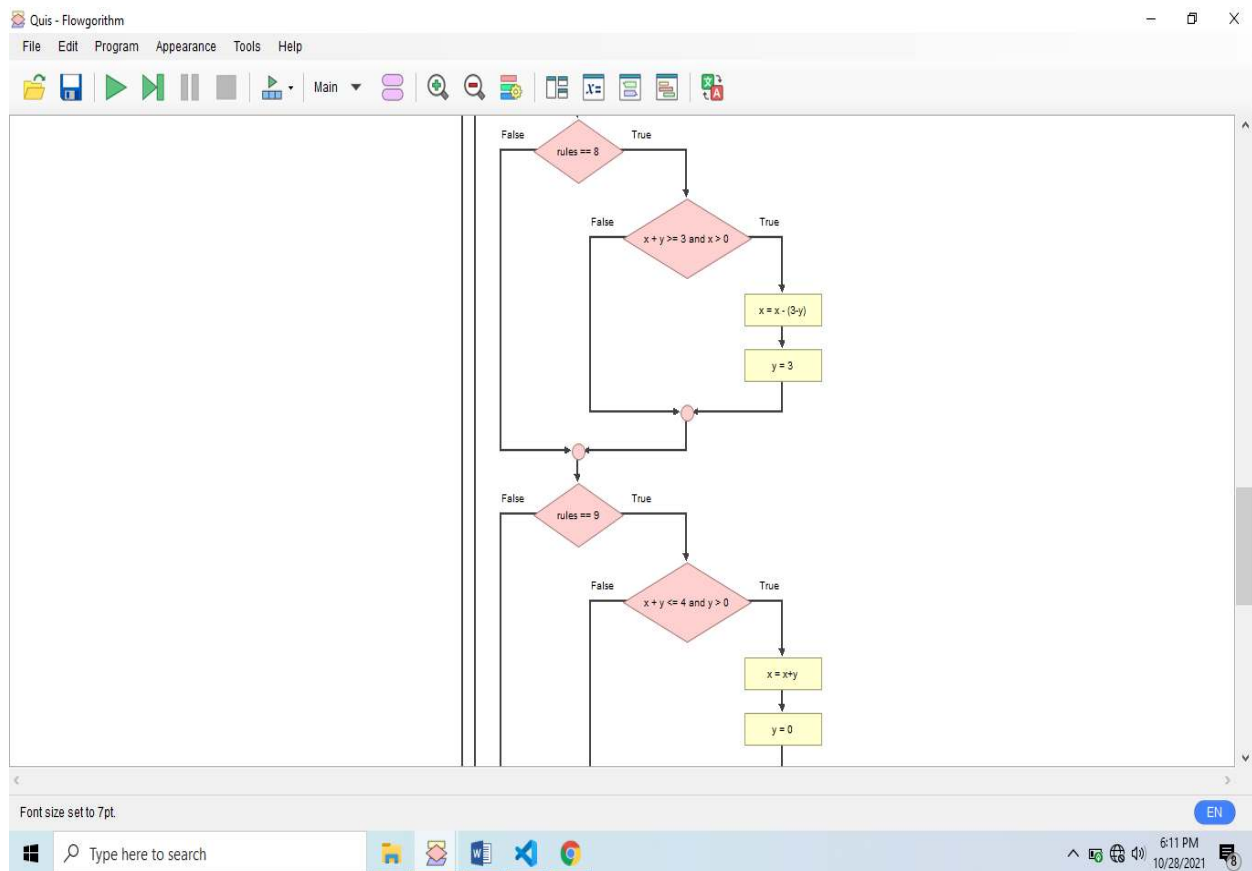 Quis - Flowgorithm
File Edit Program Appearance Tools Help
Main
x=
A
False True
rules == 8
False True
x + y >= 3 and x > 0
x = x - (3-y)
y = 3
False True
rules == 9
False True
x + y <= 4 and y > 0
x = x+y
y = 0
Font size set to 7pt.
EN
Type here to search
6:11 PM
10/28/2021
8